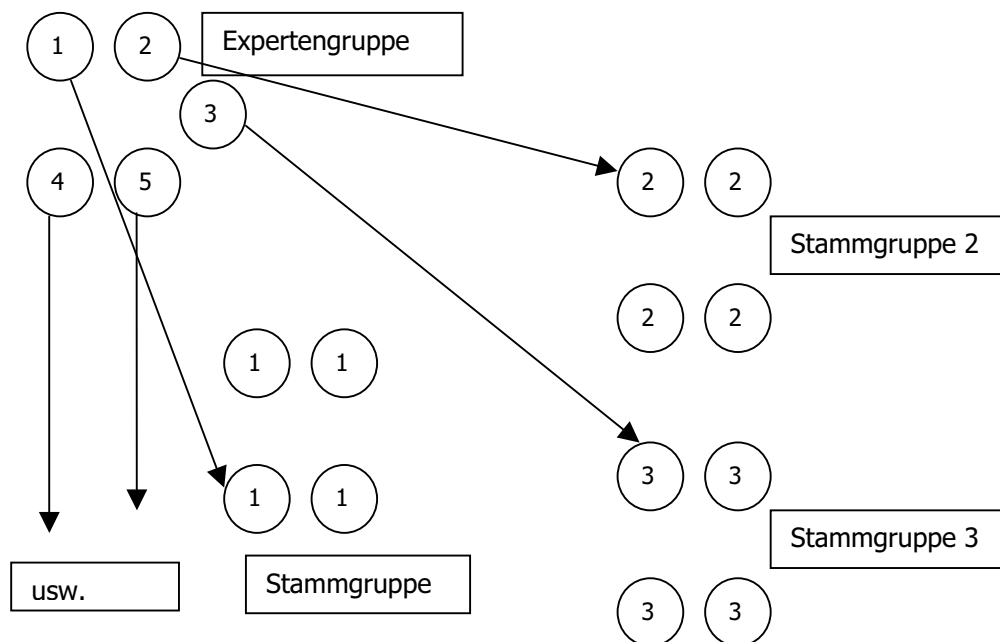 1 2 Expertengruppe
3
4 5
2 2
Stammgruppe 2
2 2
1 1
3 3
1 1
Stammgruppe 3
usw.
Stammgruppe
3 3